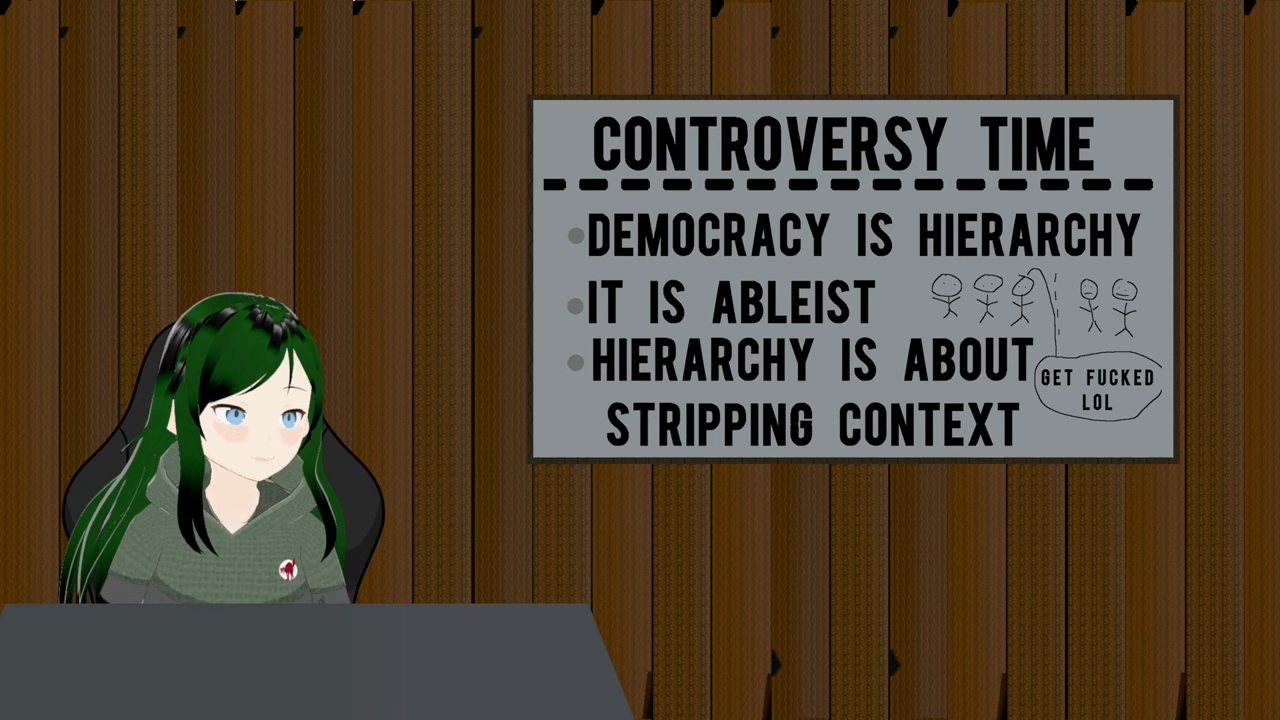 CONTROVERSY TIME
DEMOCRACY IS HIERARCHY
IT IS ABLEIST
HIERARCHY IS ABOUT
STRIPPING CONTEXT
GET FUCKED
LOL